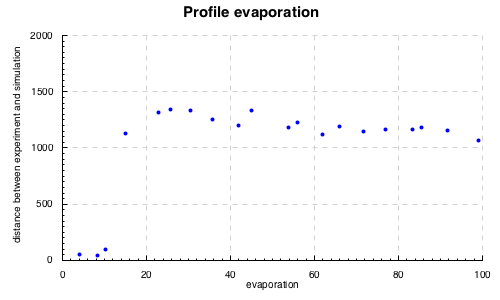 Profile evaporation
distance between experiment and simulation
2000
1500
1000
500
0
0 20 40 60 80 100
evaporation